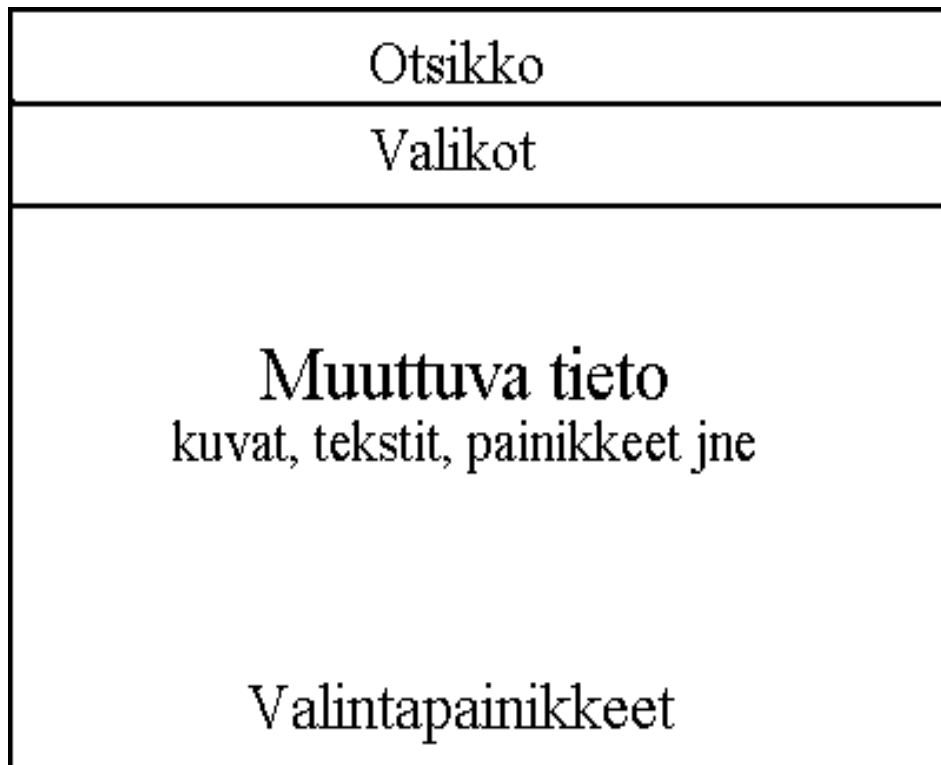 Otsikko
Valikot
Muuttuva tieto
kuvat, tekstit, painikkeet jne
Valintapainikkeet